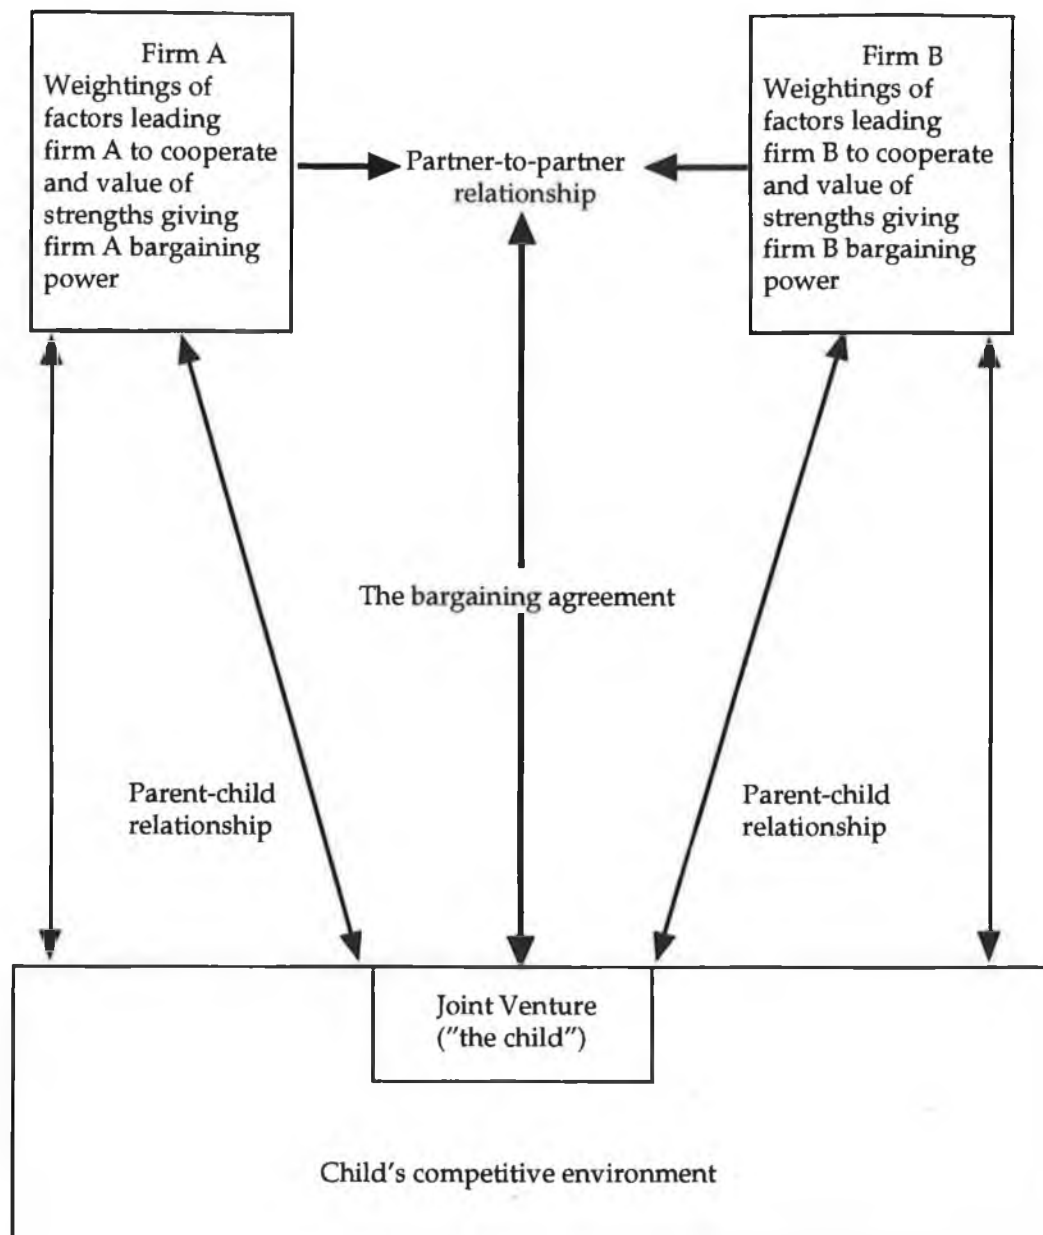 Firm A
Weightings of
factors leading
firm A to cooperate
and value of
strengths giving
firm A bargaining
power
Firm B
Weightings of
factors leading
firm B to cooperate
and value of
strengths giving
firm B bargaining
power
Partner-to-partner
relationship
The bargaining agreement
Parent-child
relationship
Parent-child
relationship
Joint Venture
("the child")
Child's competitive environment